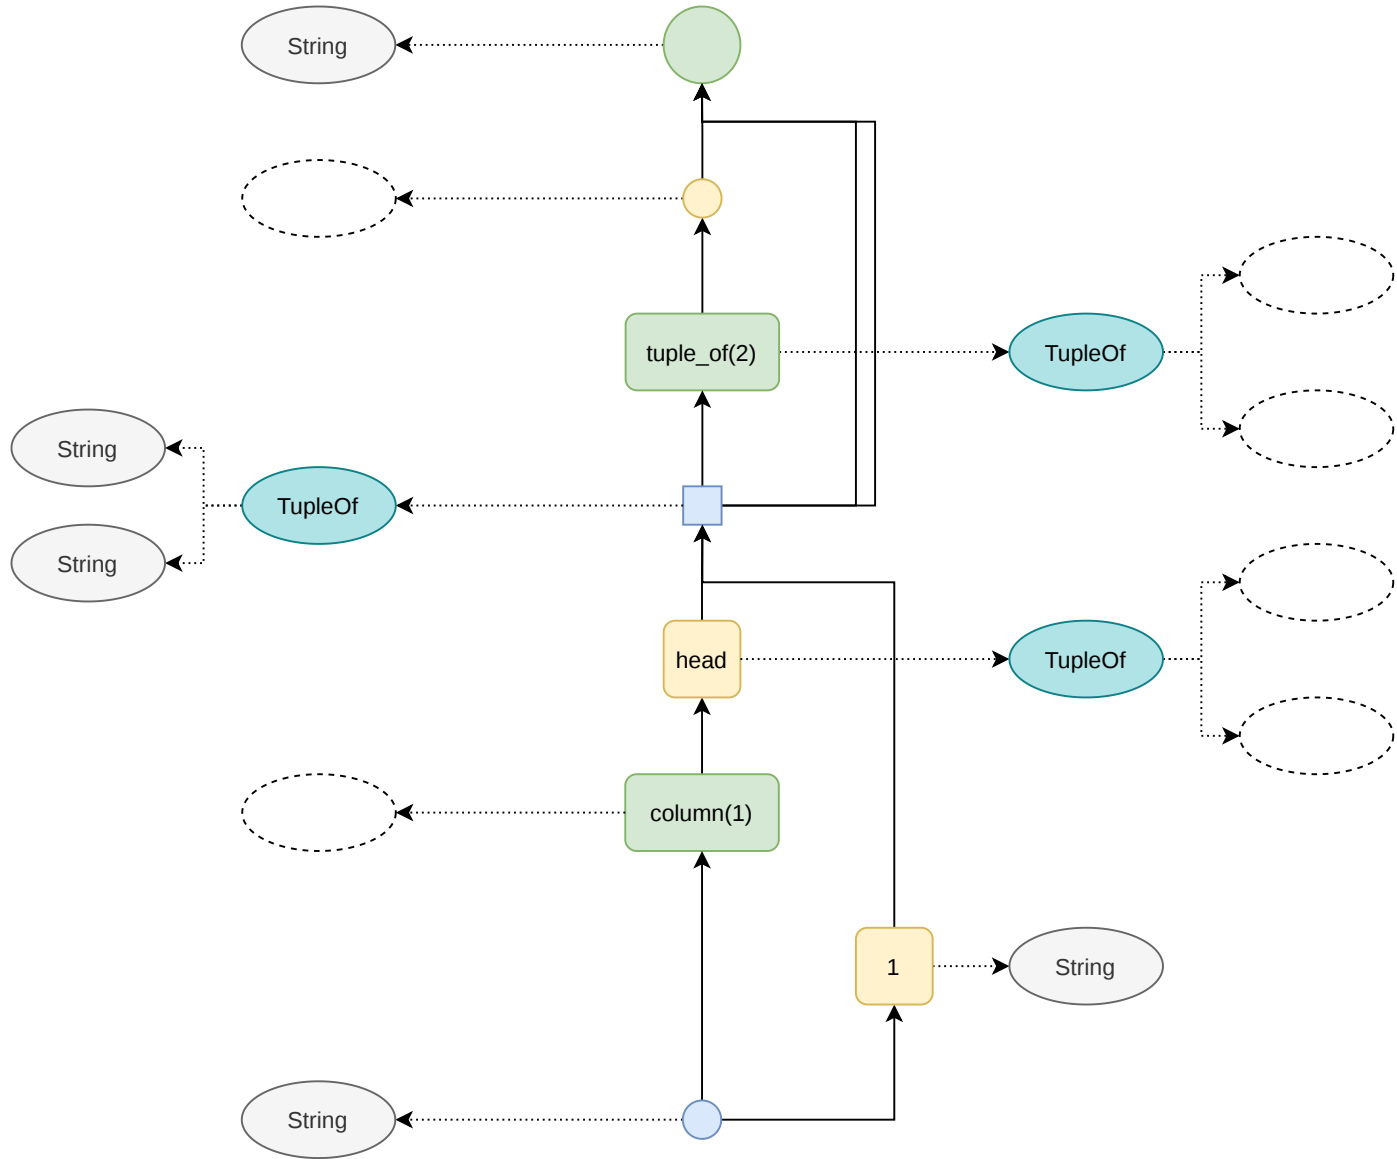 String
tuple_of(2)
TupleOf
String
TupleOf
String
head
TupleOf
column(1)
1
String
String